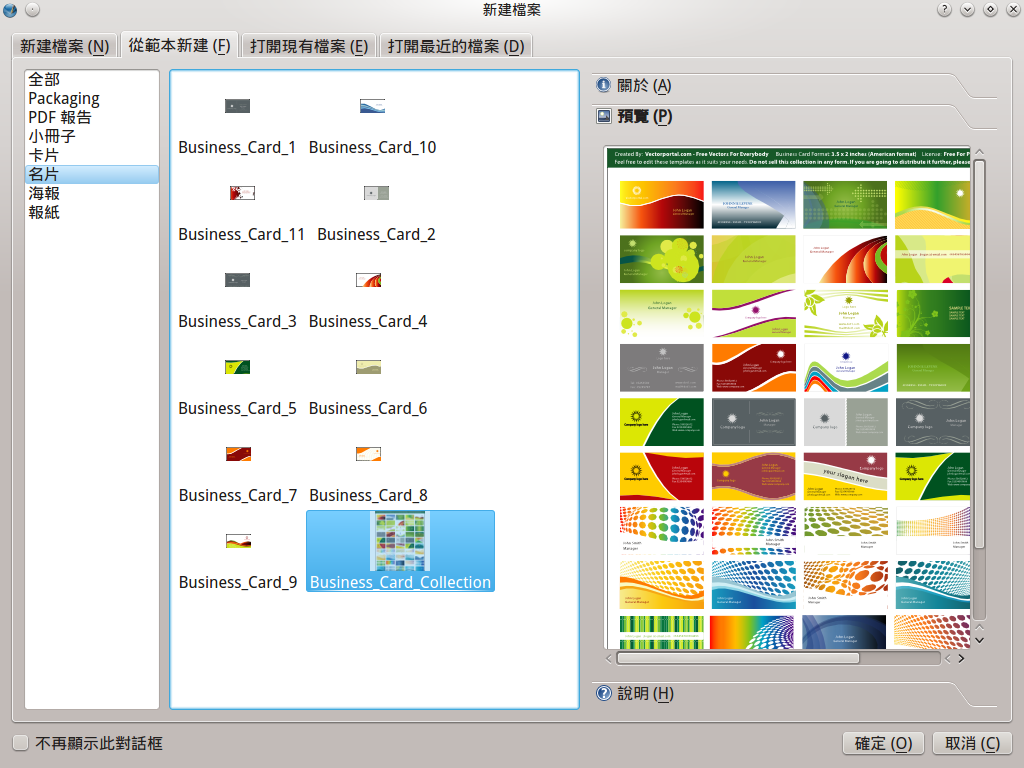 新建檔案
新建檔案 (N)
從範本新建 (F)
打開現有檔案 (E)
打開最近的檔案 (D)
全部
Packaging
PDF 報告
小冊子
卡片
名片
海報
報紙
Business_Card_1
Business_Card_10
Business_Card_11
Business_Card_2
Business_Card_3
Business_Card_4
Business_Card_5
Business_Card_6
Business_Card_7
Business_Card_8
Business_Card_9
Business_Card_Collection
關於 (A)
預覽 (P)
Created By: Vectorportal.com - Free Vectors For Everybody Business Card Format: 3.5 x 2 inches (American format) License: Free For P
Feel free to edit these templates as it suits your needs. Do not sell this collection in any form. If you are going to distribute it further, please
說明 (H)
不再顯示此對話框
確定 (O)
取消 (C)